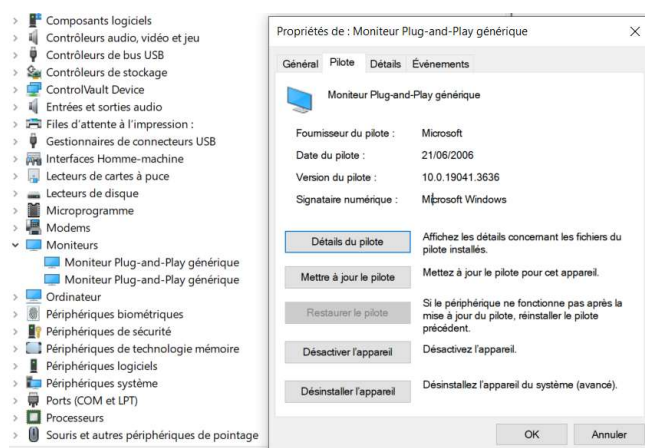 Composants logiciels
Contrôleurs audio, vidéo et jeu
Contrôleurs de bus USB
Contrôleurs de stockage
ControlVault Device
Entrées et sorties audio
Files d'attente à l'impression :
Gestionnaires de connecteurs USB
Interfaces Homme-machine
Lecteurs de cartes à puce
Lecteurs de disque
Microprogramme
Modems
Moniteurs
Moniteur Plug-and-Play générique
Moniteur Plug-and-Play générique
Ordinateur
Périphériques biométriques
Périphériques de sécurité
Périphériques de technologie mémoire
Périphériques logiciels
Périphériques système
Ports (COM et LPT)
Processeurs
Souris et autres périphériques de pointage
Propriétés de : Moniteur Plug-and-Play générique
Général Pilote Détails Événements
Moniteur Plug-and-Play générique
Fournisseur du pilote : Microsoft
Date du pilote : 21/06/2006
Version du pilote : 10.0.19041.3636
Signataire numérique : Microsoft Windows
Détails du pilote
Affichez les détails concernant les fichiers du
pilote installés.
Mettre à jour le pilote
Mettez à jour le pilote pour cet appareil.
Restaurer le pilote
Si le périphérique ne fonctionne pas après la
mise à jour du pilote, réinstaller le pilote
précédent.
Désactiver l'appareil
Désactivez l'appareil.
Désinstaller l'appareil
Désinstallez l'appareil du système (avancé).
OK Annuler